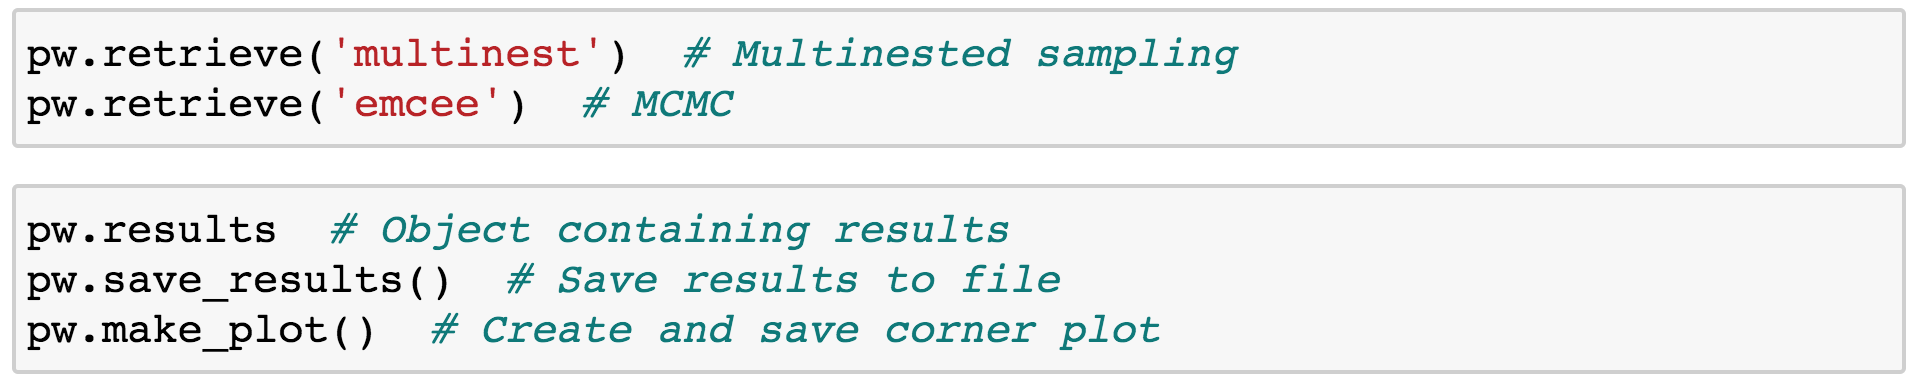 pw.retrieve('multinest')  # Multinested sampling
pw.retrieve('emcee')  # MCMC
pw.results  # Object containing results
pw.save_results()  # Save results to file
pw.make_plot()  # Create and save corner plot